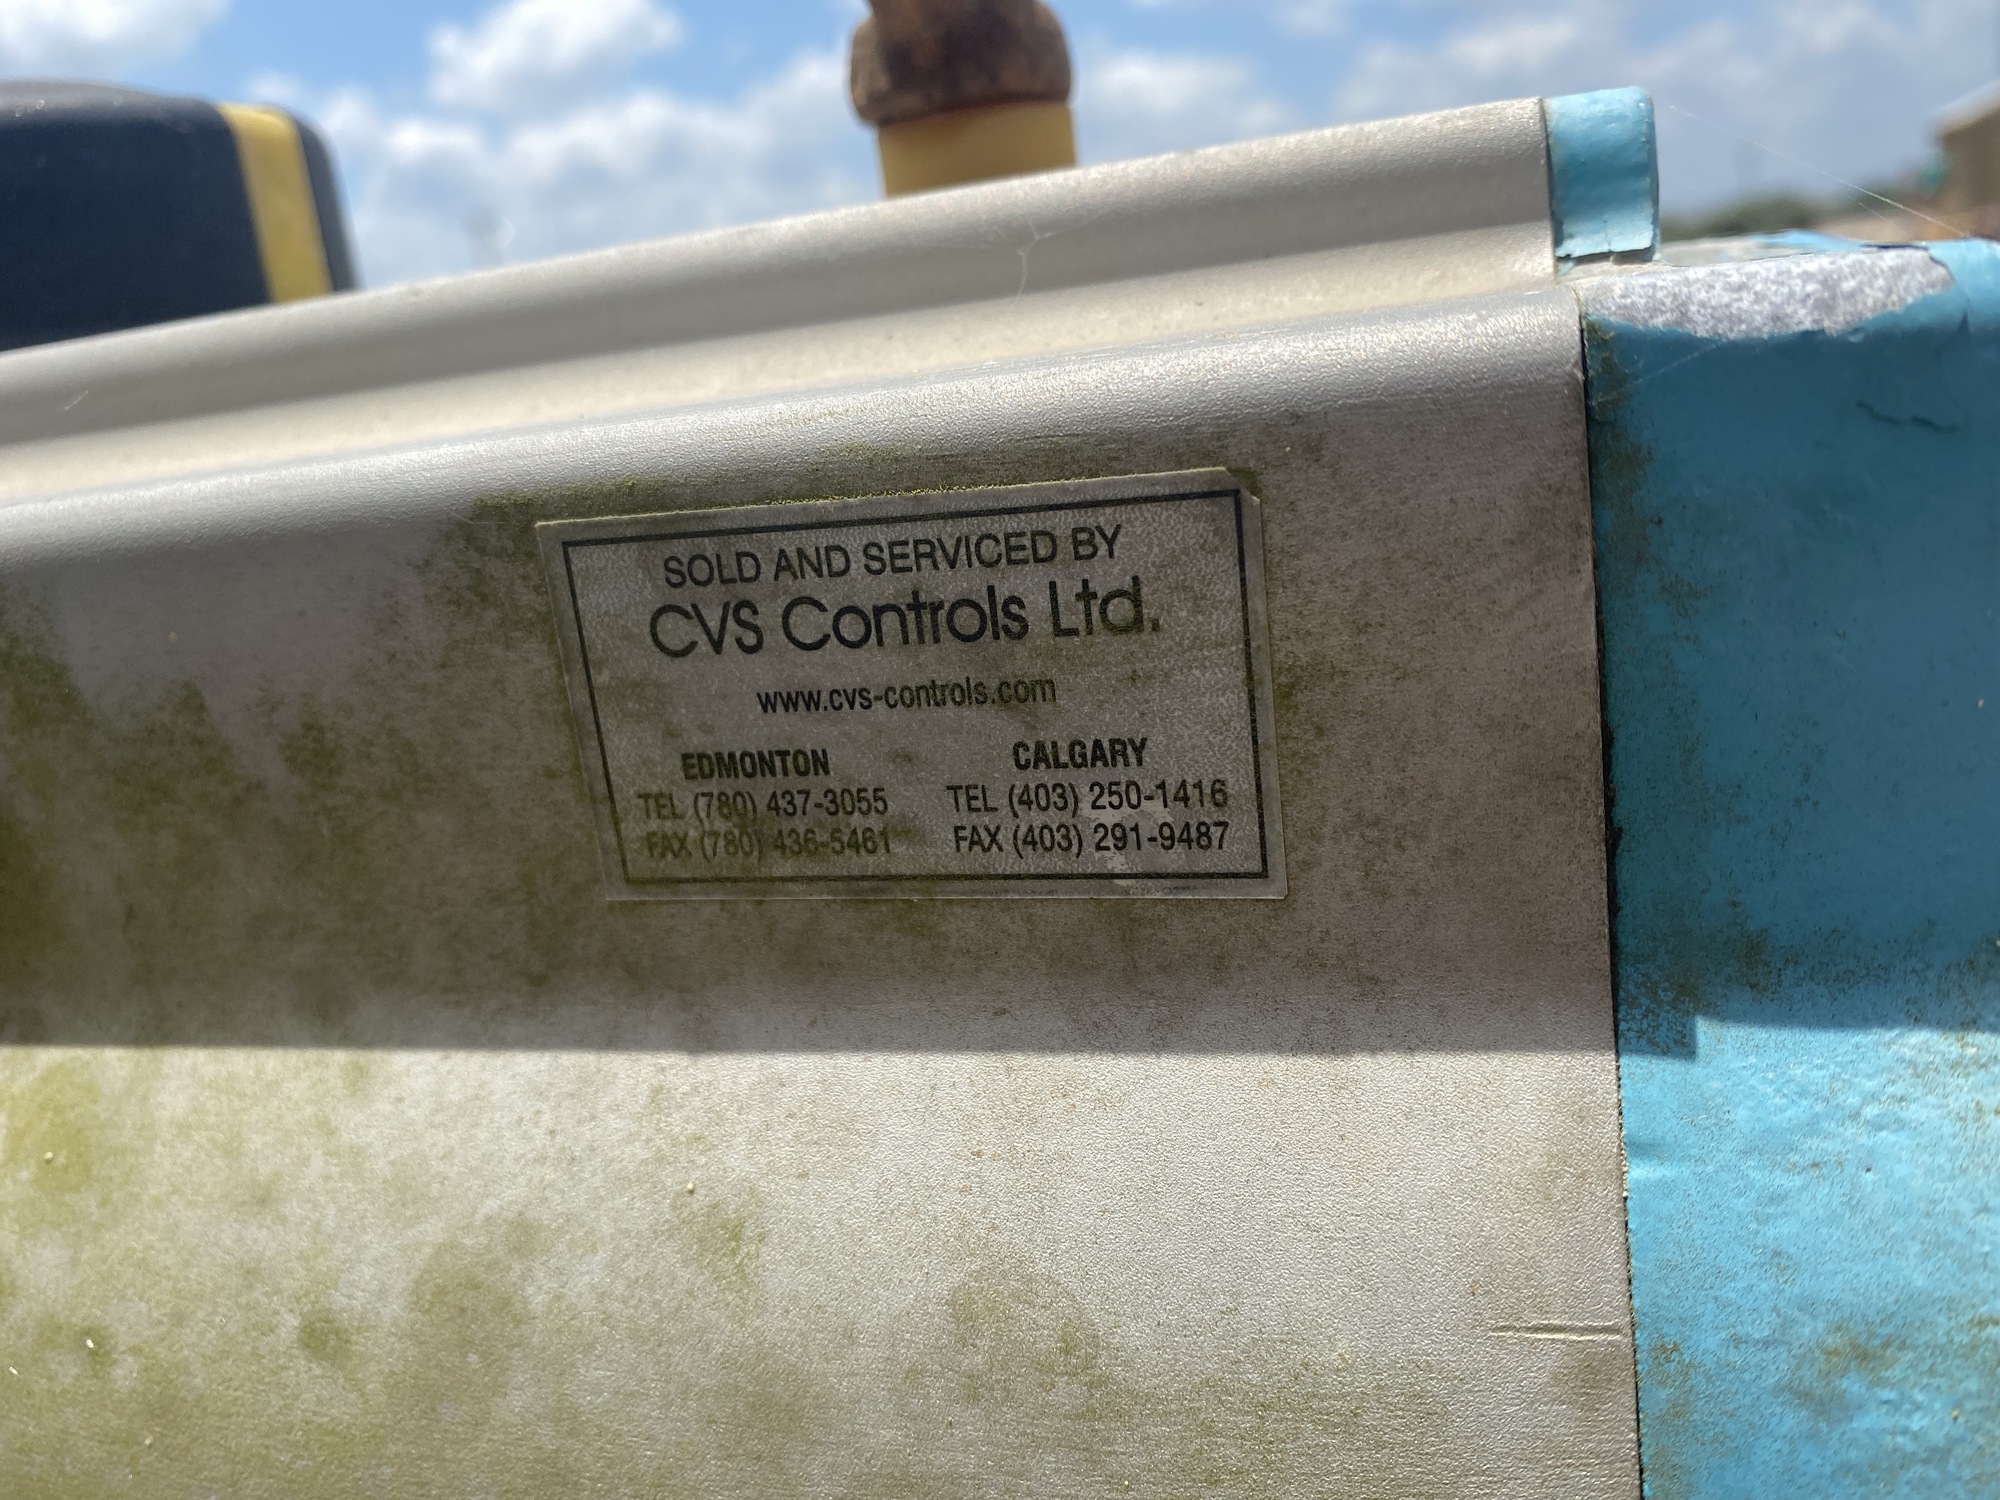 SOLD AND SERVICED BY
CVS Controls Ltd.
www.cvs-controls.com
EDMONTON
TEL (780) 437-3055
FAX (780) 436-5461
CALGARY
TEL (403) 250-1416
FAX (403) 291-9487